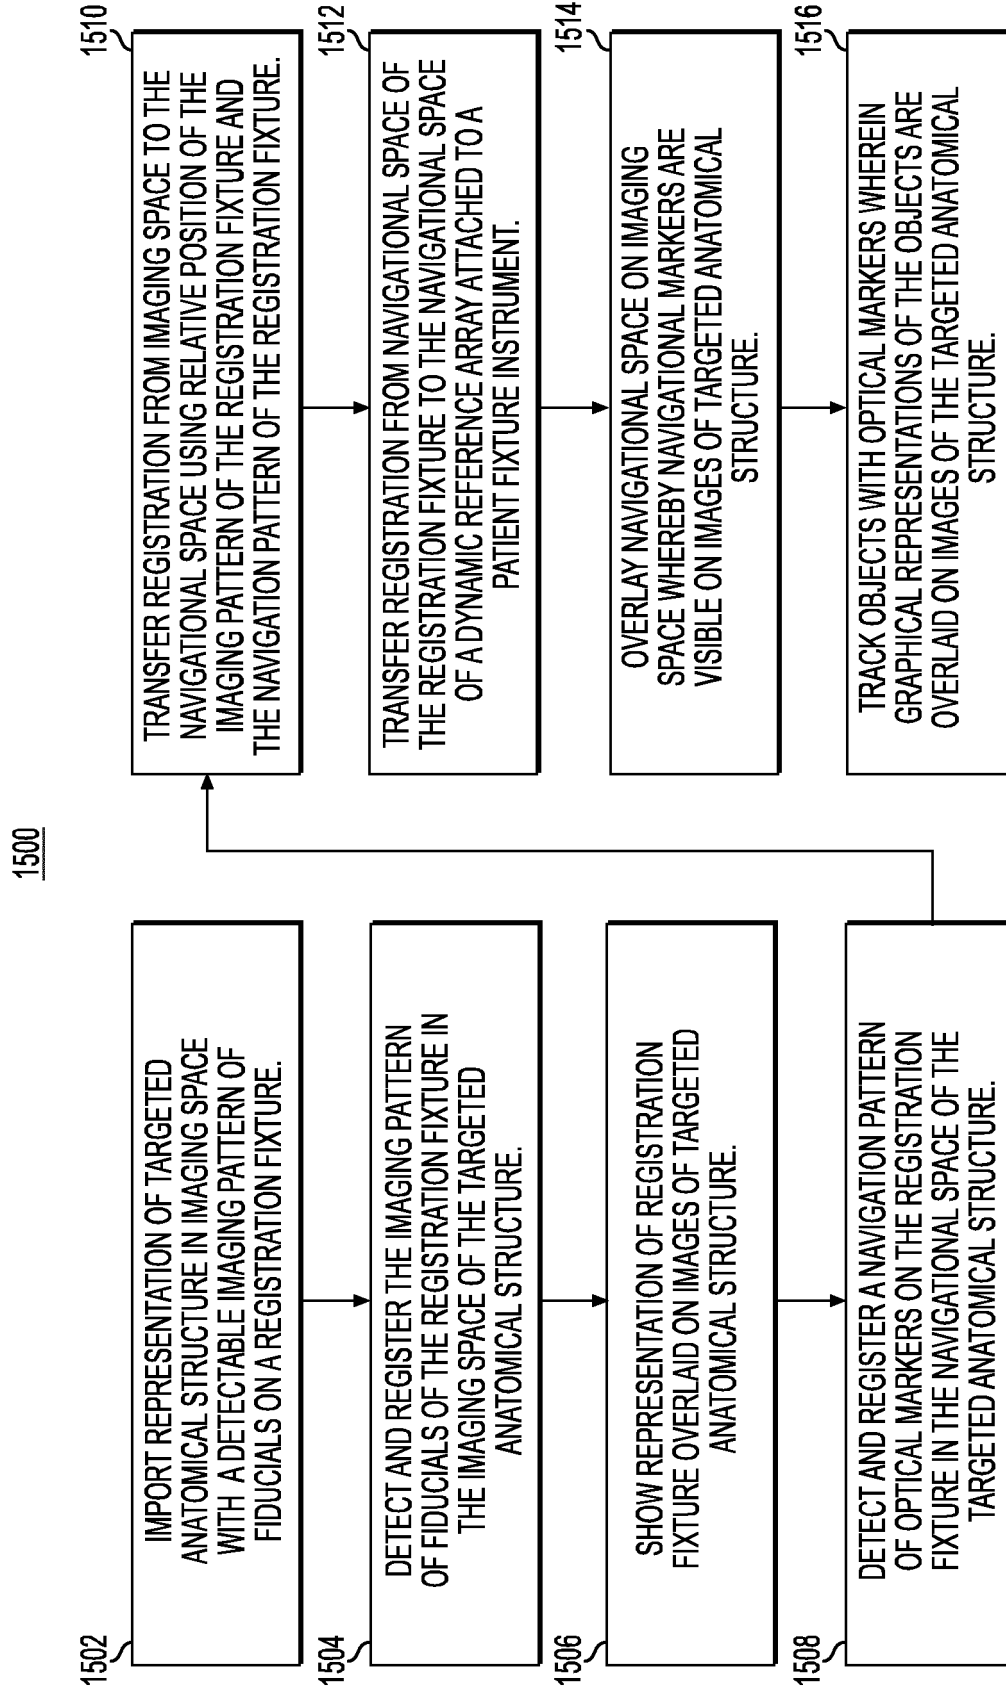 1500
1502
IMPORT REPRESENTATION OF TARGETED
ANATOMICAL STRUCTURE IN IMAGING SPACE
WITH A DETECTABLE IMAGING PATTERN OF
FIDUCIALS ON A REGISTRATION FIXTURE.
1504
DETECT AND REGISTER THE IMAGING PATTERN
OF FIDUCIALS OF THE REGISTRATION FIXTURE IN
THE IMAGING SPACE OF THE TARGETED
ANATOMICAL STRUCTURE.
1506
SHOW REPRESENTATION OF REGISTRATION
FIXTURE OVERLAID ON IMAGES OF TARGETED
ANATOMICAL STRUCTURE.
1508
DETECT AND REGISTER A NAVIGATION PATTERN
OF OPTICAL MARKERS ON THE REGISTRATION
FIXTURE IN THE NAVIGATIONAL SPACE OF THE
TARGETED ANATOMICAL STRUCTURE.
1510
TRANSFER REGISTRATION FROM IMAGING SPACE TO THE
NAVIGATIONAL SPACE USING RELATIVE POSITION OF THE
IMAGING PATTERN OF THE REGISTRATION FIXTURE AND
THE NAVIGATION PATTERN OF THE REGISTRATION FIXTURE.
1512
TRANSFER REGISTRATION FROM NAVIGATIONAL SPACE OF
THE REGISTRATION FIXTURE TO THE NAVIGATIONAL SPACE
OF A DYNAMIC REFERENCE ARRAY ATTACHED TO A
PATIENT FIXTURE INSTRUMENT.
1514
OVERLAY NAVIGATIONAL SPACE ON IMAGING
SPACE WHEREBY NAVIGATIONAL MARKERS ARE
VISIBLE ON IMAGES OF TARGETED ANATOMICAL
STRUCTURE.
1516
TRACK OBJECTS WITH OPTICAL MARKERS WHEREIN
GRAPHICAL REPRESENTATIONS OF THE OBJECTS ARE
OVERLAID ON IMAGES OF THE TARGETED ANATOMICAL
STRUCTURE.